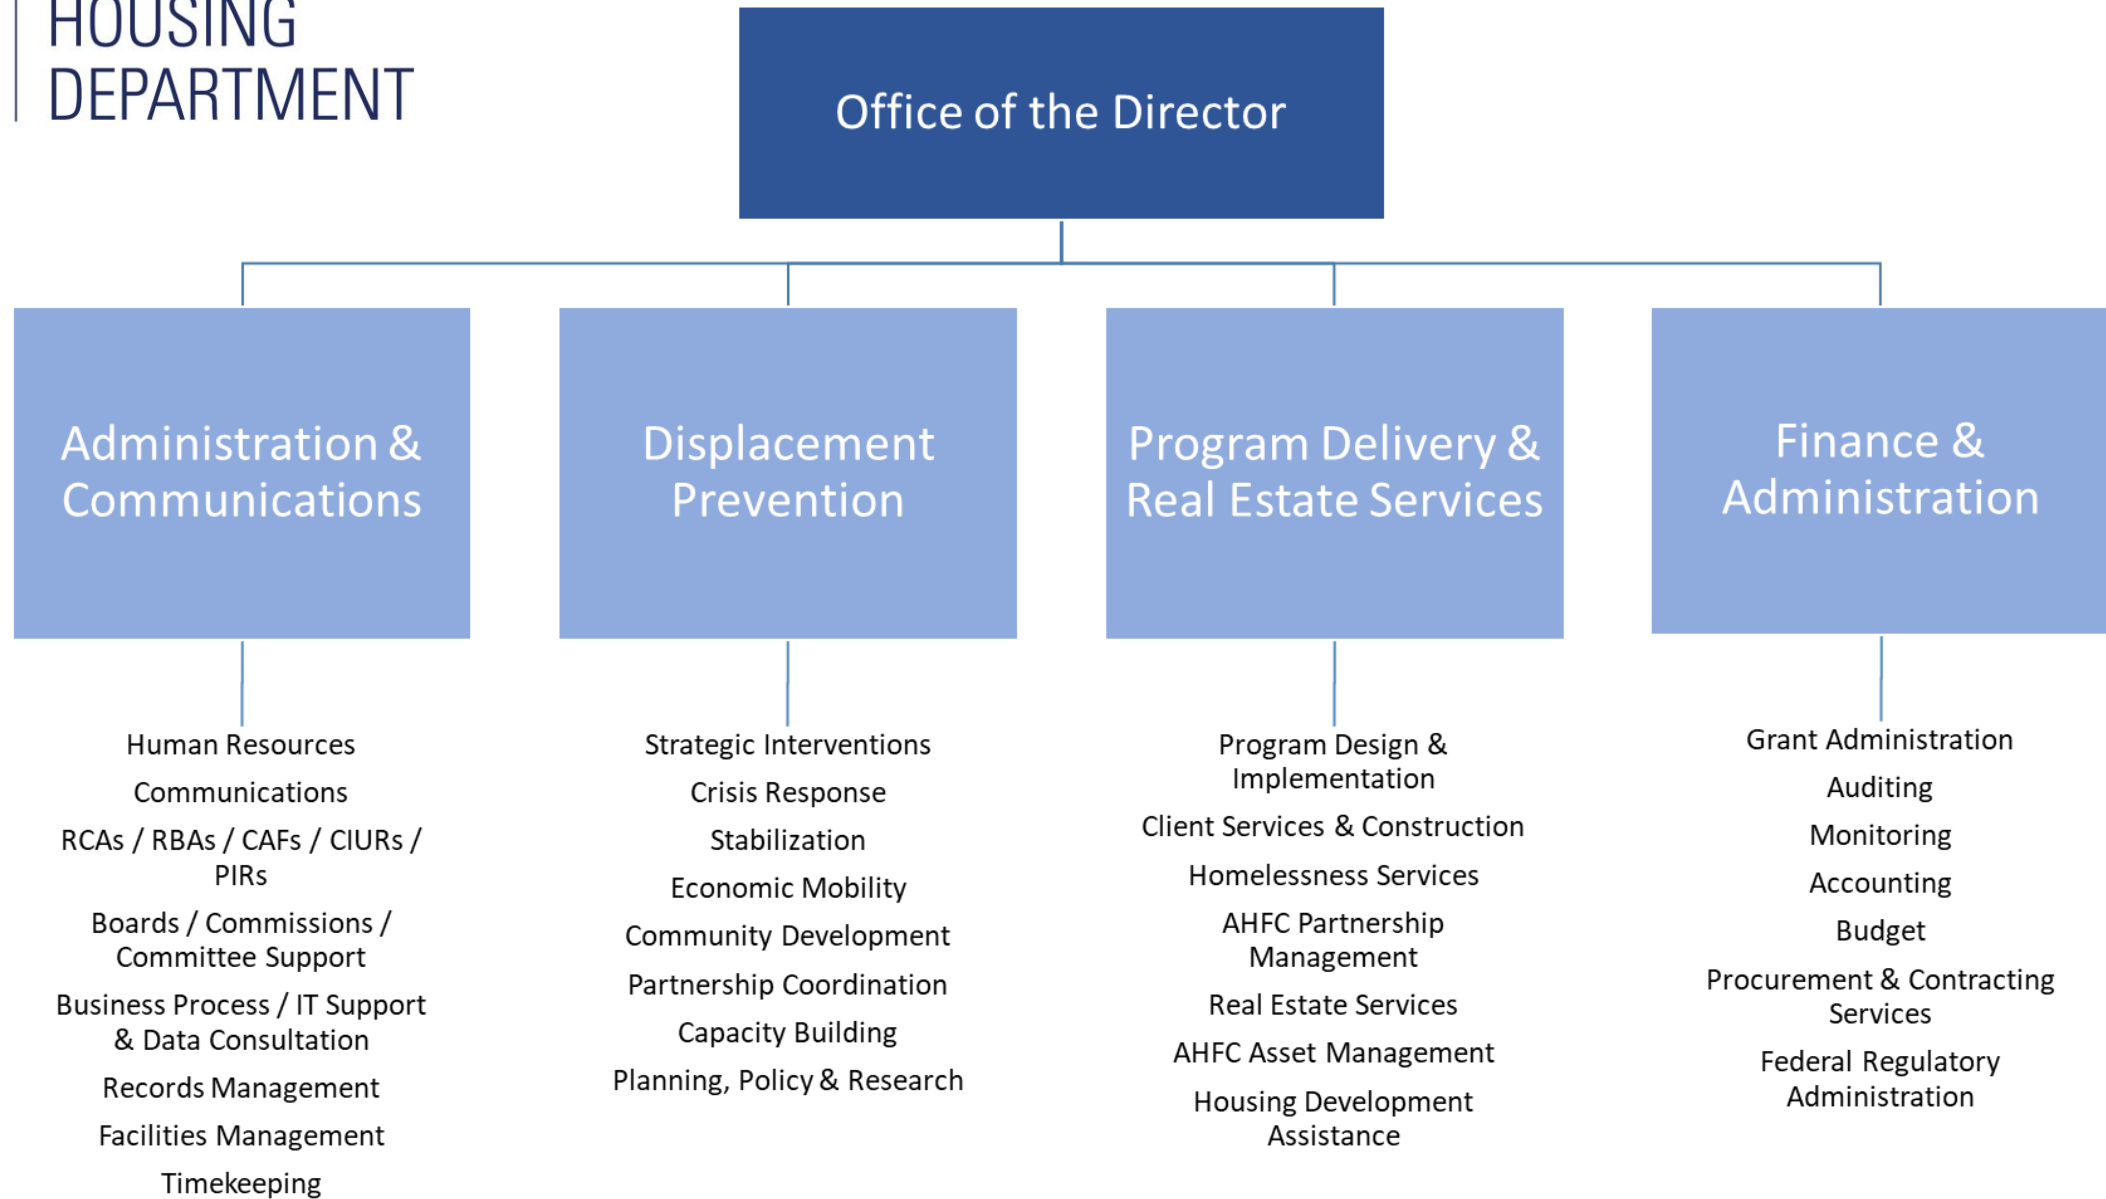 HOUSING
DEPARTMENT
Office of the Director
Administration &
Communications
Human Resources
Communications
RCAs / RBAs / CAFs / CIURs /
PIRs
Boards / Commissions /
Committee Support
Business Process / IT Support
& Data Consultation
Records Management
Facilities Management
Timekeeping
Displacement
Prevention
Strategic Interventions
Crisis Response
Stabilization
Economic Mobility
Community Development
Partnership Coordination
Capacity Building
Planning, Policy & Research
Program Delivery &
Real Estate Services
Program Design &
Implementation
Client Services & Construction
Homelessness Services
AHFC Partnership
Management
Real Estate Services
AHFC Asset Management
Housing Development
Assistance
Finance &
Administration
Grant Administration
Auditing
Monitoring
Accounting
Budget
Procurement & Contracting
Services
Federal Regulatory
Administration